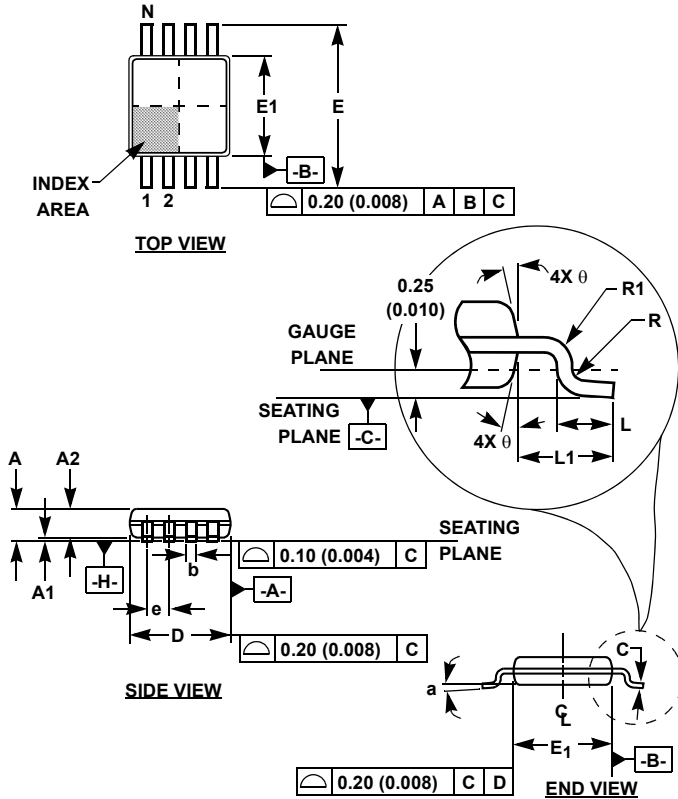 N
E1
E
-B-
INDEX
AREA
1 2
0.20 (0.008) A B C
TOP VIEW
0.25
(0.010)
4X θ
R1
R
GAUGE
PLANE
SEATING
PLANE -C-
4X θ
L
L1
A A2
SEATING
PLANE
A1
-H-
b
0.10 (0.004) C
-A-
e
D
0.20 (0.008) C
SIDE VIEW
C
a
CL
E1
-B-
0.20 (0.008) C D
END VIEW